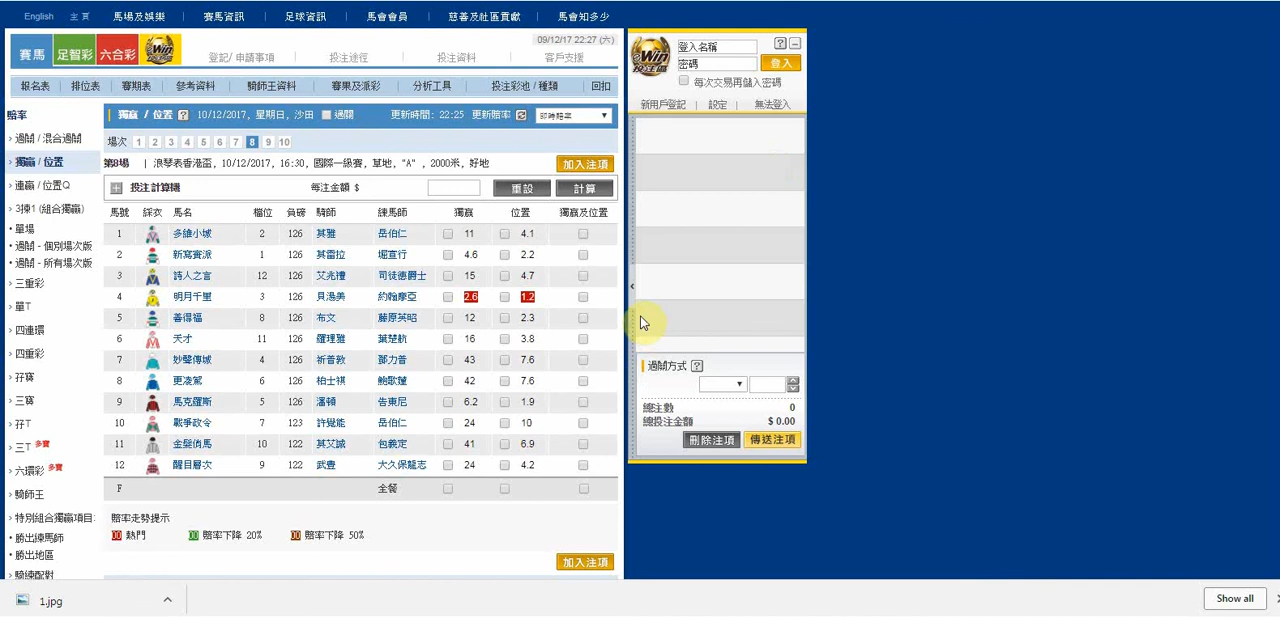 English 主頁 馬場及娛樂 賽馬資訊 足球資訊 馬會會員 慈善及社區貢獻 馬會知多少
09/12/17 22:27 (六)
賽馬 足智彩 六合彩 eWin 投注區
登記/ 申請事項 投注途徑 投注資料 客戶支援
報名表 排位表 賽期表 參考資料 騎師王資料 賽果及派彩 分析工具 投注彩池 / 種類 回扣
賠率
過關 / 混合過關
獨贏 / 位置
連贏 / 位置Q
3揀1 (組合獨贏)
單場
過關 - 個別場次版
過關 - 所有場次版
三重彩
單T
四連環
四重彩
孖寶
三寶
孖T
三T 多寶
六環彩 多寶
騎師王
特別組合獨贏項目:
勝出練馬師
勝出地區
騎練配對
獨贏 / 位置 ? 10/12/2017, 星期日, 沙田 過關 更新時間: 22:25 更新賠率 即時賠率
場次 1 2 3 4 5 6 7 8 9 10
第8場 | 浪琴表香港盃, 10/12/2017, 16:30, 國際一級賽, 草地, "A" , 2000米, 好地 加入注項
投注計算機 每注金額 $ 重設 計算
馬號 綵衣 馬名 檔位 負磅 騎師 練馬師 獨贏 位置 獨贏及位置
1 多維小城 2 126 莫雅 岳伯仁 11 4.1
2 新寫實派 1 126 莫雷拉 堀宣行 4.6 2.2
3 詩人之言 12 126 艾兆禮 司徒德爵士 15 4.7
4 明月千里 3 126 貝湯美 約翰摩亞 2.6 1.2
5 善得福 8 126 布文 藤原英昭 12 2.3
6 天才 11 126 羅理雅 葉楚航 16 3.8
7 妙聲傳城 4 126 祈普敦 鄭力普 43 7.6
8 更凌駕 6 126 柏士祺 鮑歌鐘 42 7.6
9 馬克羅斯 5 126 潘頓 告東尼 6.2 1.9
10 戰爭政令 7 123 許覺能 岳伯仁 24 10
11 金髮俏馬 10 122 莫艾誠 包義定 41 6.9
12 醒目層次 9 122 武豊 大久保龍志 24 4.2
F 全餐
賠率走勢提示
00 熱門 00 賠率下降 20% 00 賠率下降 50%
加入注項
eWin 投注區
登入名稱
密碼 登入
每次交易再儲入密碼
新用戶登記 | 設定 | 無法登入
過關方式 ?
總注數 0
總投注金額 $ 0.00
刪除注項 傳送注項
1.jpg
Show all